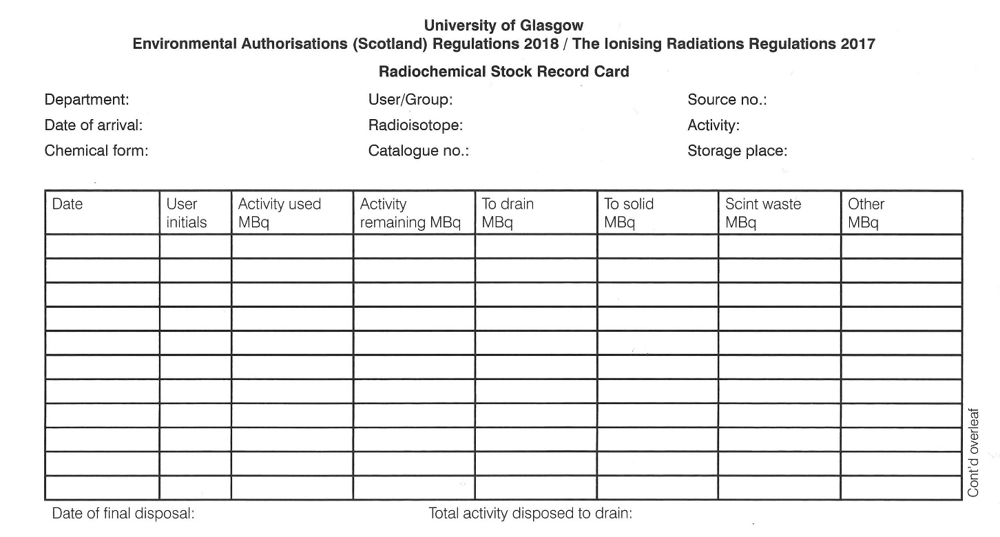 University of Glasgow
Environmental Authorisations (Scotland) Regulations 2018 / The Ionising Radiations Regulations 2017
Radiochemical Stock Record Card
Department: User/Group: Source no.:
Date of arrival: Radioisotope: Activity:
Chemical form: Catalogue no.: Storage place:
Date User Activity used Activity To drain To solid Scint waste Other
initials MBq remaining MBq MBq MBq MBq MBq
Cont'd overleaf
Date of final disposal: Total activity disposed to drain: